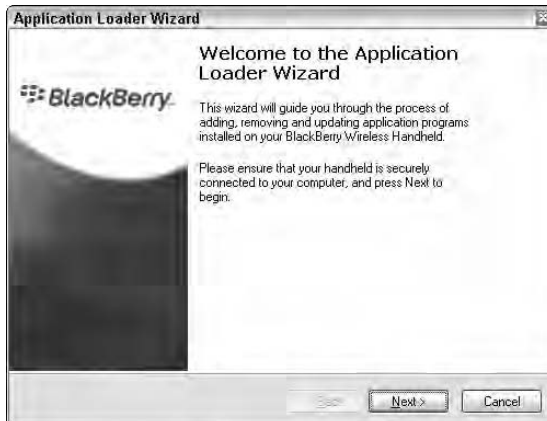 Application Loader Wizard
Welcome to the Application
Loader Wizard
BlackBerry
This wizard will guide you through the process of
adding, removing and updating application programs
installed on your BlackBerry Wireless Handheld.
Please ensure that your handheld is securely
connected to your computer, and press Next to
begin.
Next >
Cancel